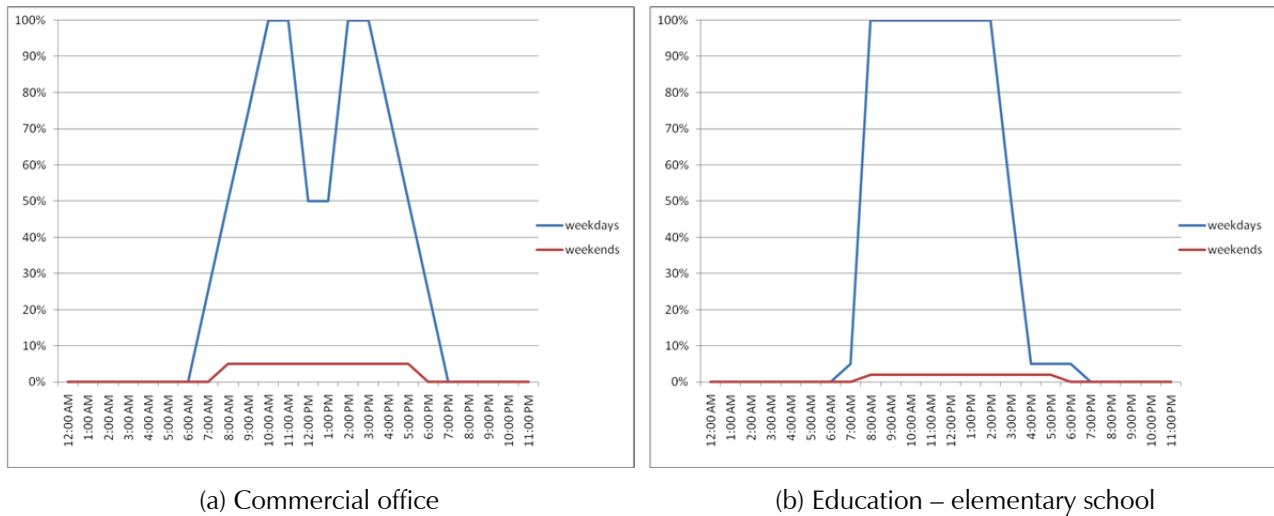 100%
90%
80%
70%
60%
50%
40%
30%
20%
10%
0%
12:00 AM
1:00 AM
2:00 AM
3:00 AM
4:00 AM
5:00 AM
6:00 AM
7:00 AM
8:00 AM
9:00 AM
10:00 AM
11:00 AM
12:00 PM
1:00 PM
2:00 PM
3:00 PM
4:00 PM
5:00 PM
6:00 PM
7:00 PM
8:00 PM
9:00 PM
10:00 PM
11:00 PM
weekdays
weekends
(a) Commercial office
100%
90%
80%
70%
60%
50%
40%
30%
20%
10%
0%
12:00 AM
1:00 AM
2:00 AM
3:00 AM
4:00 AM
5:00 AM
6:00 AM
7:00 AM
8:00 AM
9:00 AM
10:00 AM
11:00 AM
12:00 PM
1:00 PM
2:00 PM
3:00 PM
4:00 PM
5:00 PM
6:00 PM
7:00 PM
8:00 PM
9:00 PM
10:00 PM
11:00 PM
weekdays
weekends
(b) Education – elementary school